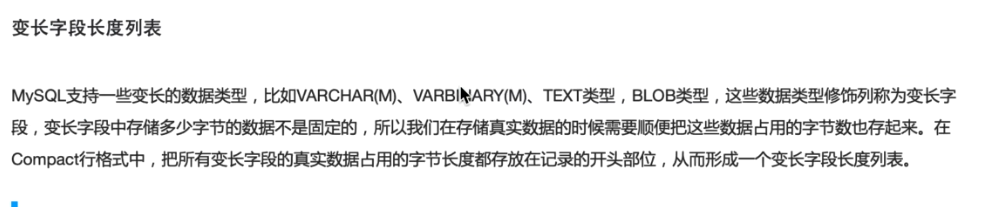 变长字段长度列表
MySQL支持一些变长的数据类型，比如VARCHAR(M)、VARBINARY(M)、TEXT类型，BLOB类型，这些数据类型修饰列称为变长字
段，变长字段中存储多少字节的数据不是固定的，所以我们在存储真实数据的时候需要顺便把这些数据占用的字节数也存起来。在
Compact行格式中，把所有变长字段的真实数据占用的字节长度都存放在记录的开头部位，从而形成一个变长字段长度列表。